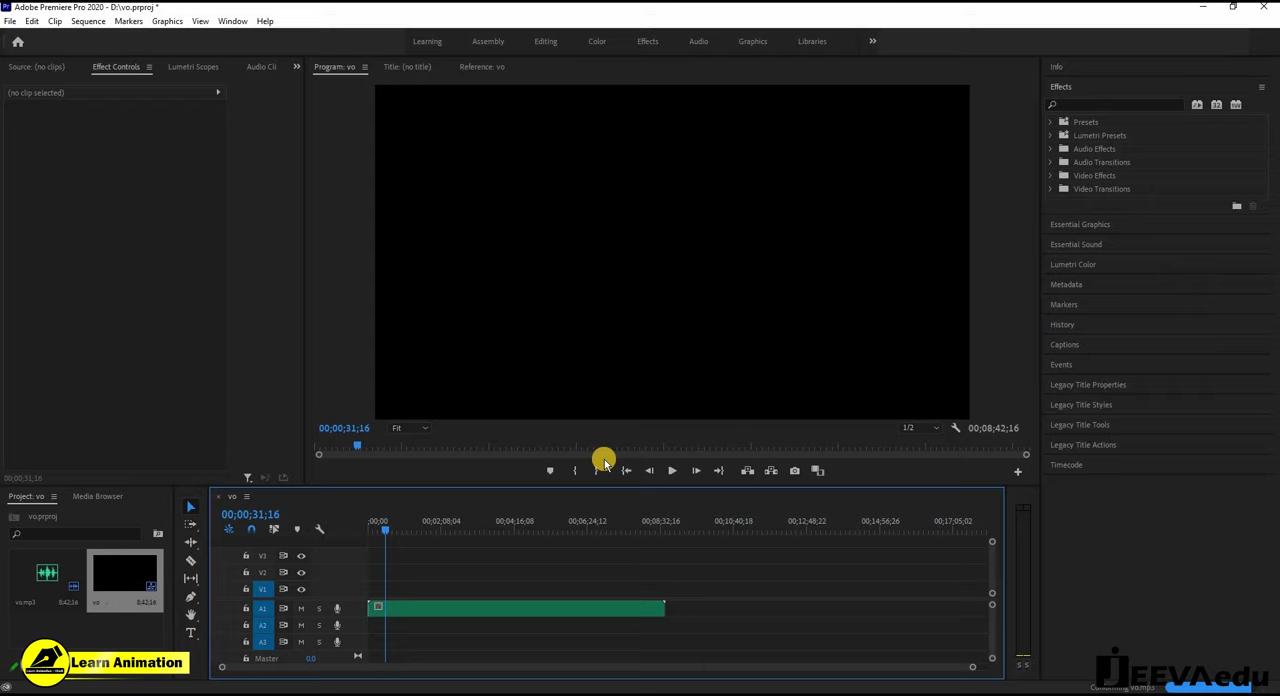 Adobe Premiere Pro 2020 - D:\vo.prproj *
File Edit Clip Sequence Markers Graphics View Window Help
Learning Assembly Editing Color Effects Audio Graphics Libraries
Source: (no clips) Effect Controls Lumetri Scopes Audio Cli
Program: vo Title: (no title) Reference: vo
Info
(no clip selected)
Effects
Presets
Lumetri Presets
Audio Effects
Audio Transitions
Video Effects
Video Transitions
Essential Graphics
Essential Sound
Lumetri Color
Metadata
Markers
History
Captions
Events
Legacy Title Properties
Legacy Title Styles
Legacy Title Tools
Legacy Title Actions
Timecode
00;00;31;16 Fit 1/2 00;08;42;16
00;00;31;16
Project: vo Media Browser
vo.prproj
vo.mp3 8;42;16
vo 8;42;16
vo
00;00;31;16
;00;00 00;02;08;04 00;04;16;08 00;06;24;12 00;08;32;16 00;10;40;18 00;12;48;22 00;14;56;26 00;17;05;02
V3
V2
V1
A1 M S
A2 M S
A3 M S
Master 0.0
S S
Learn Animation
JEEVAedu
Conforming vo.mp3